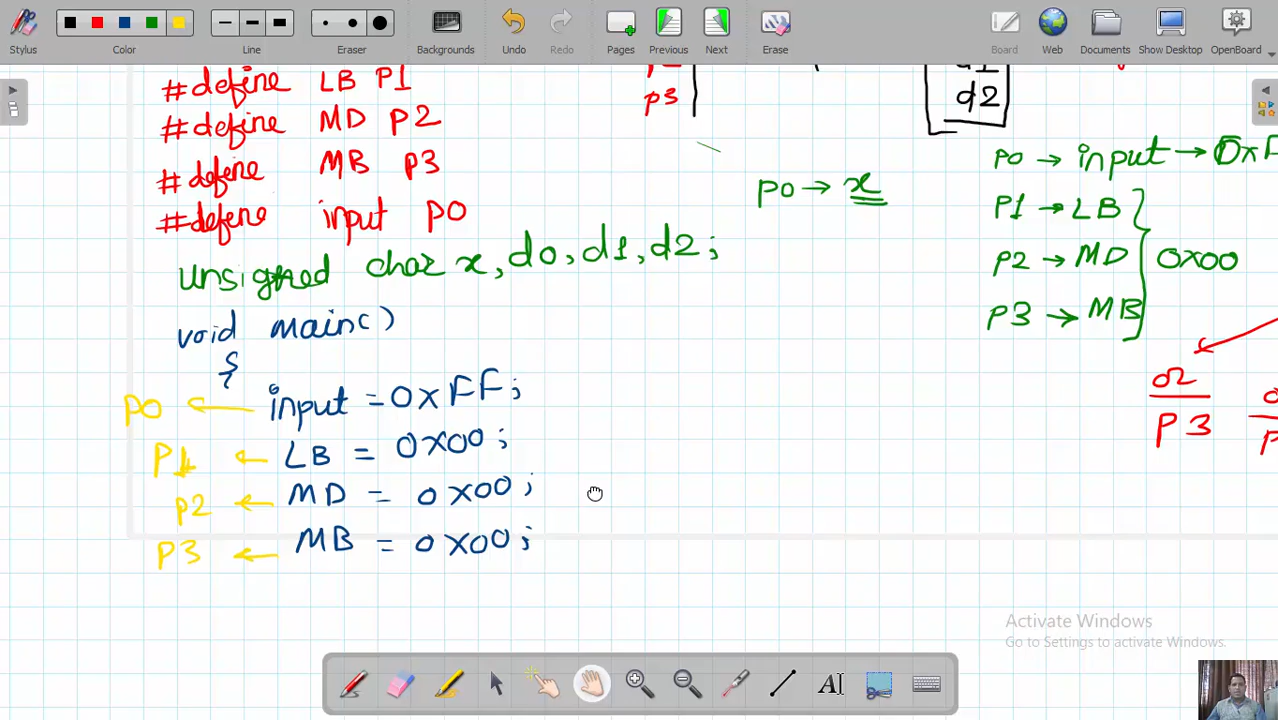 Stylus
Color
Line
Eraser
Backgrounds
Undo
Redo
Pages
Previous
Next
Erase
Board
Web
Documents
Show Desktop
OpenBoard
#define LB P1
#define MD P2
#define MB P3
#define input P0
unsigned char x, d0, d1, d2;
void main()
{
P0 ← input = 0xFF;
P1 ← LB = 0X00;
P2 ← MD = 0X00;
P3 ← MB = 0X00;
P3
d2
P0 → x
P0 → input → 0xF
P1 → LB
P2 → MD } 0X00
P3 → MB
02
P3
Activate Windows
Go to Settings to activate Windows.